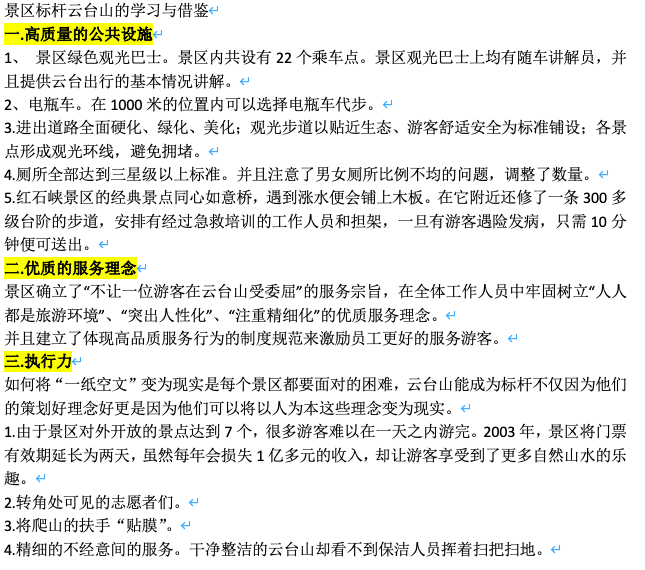 景区标杆云台山的学习与借鉴
一.高质量的公共设施
1、 景区绿色观光巴士。景区内共设有 22 个乘车点。景区观光巴士上均有随车讲解员，并
且提供云台出行的基本情况讲解。
2、电瓶车。在 1000 米的位置内可以选择电瓶车代步。
3.进出道路全面硬化、绿化、美化；观光步道以贴近生态、游客舒适安全为标准铺设；各景
点形成观光环线，避免拥堵。
4.厕所全部达到三星级以上标准。并且注意了男女厕所比例不均的问题，调整了数量。
5.红石峡景区的经典景点同心如意桥，遇到涨水便会铺上木板。在它附近还修了一条 300 多
级台阶的步道，安排有经过急救培训的工作人员和担架，一旦有游客遇险发病，只需 10 分
钟便可送出。
二.优质的服务理念
景区确立了“不让一位游客在云台山受委屈”的服务宗旨，在全体工作人员中牢固树立“人人
都是旅游环境”、“突出人性化”、“注重精细化”的优质服务理念。
并且建立了体现高品质服务行为的制度规范来激励员工更好的服务游客。
三.执行力
如何将“一纸空文”变为现实是每个景区都要面对的困难，云台山能成为标杆不仅因为他们
的策划好理念好更是因为他们可以将以人为本这些理念变为现实。
1.由于景区对外开放的景点达到 7 个，很多游客难以在一天之内游完。2003 年，景区将门票
有效期延长为两天，虽然每年会损失 1 亿多元的收入，却让游客享受到了更多自然山水的乐
趣。
2.转角处可见的志愿者们。
3.将爬山的扶手“贴膜”。
4.精细的不经意间的服务。干净整洁的云台山却看不到保洁人员挥着扫把扫地。